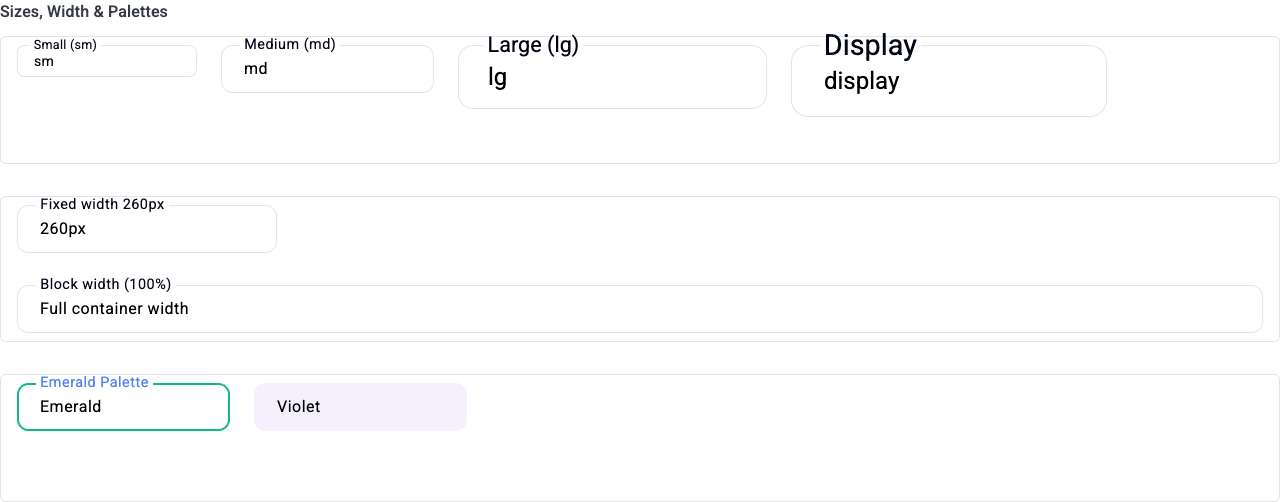 Sizes, Width & Palettes
Small (sm)
sm
Medium (md)
md
Large (lg)
lg
Display
display
Fixed width 260px
260px
Block width (100%)
Full container width
Emerald Palette
Emerald
Violet